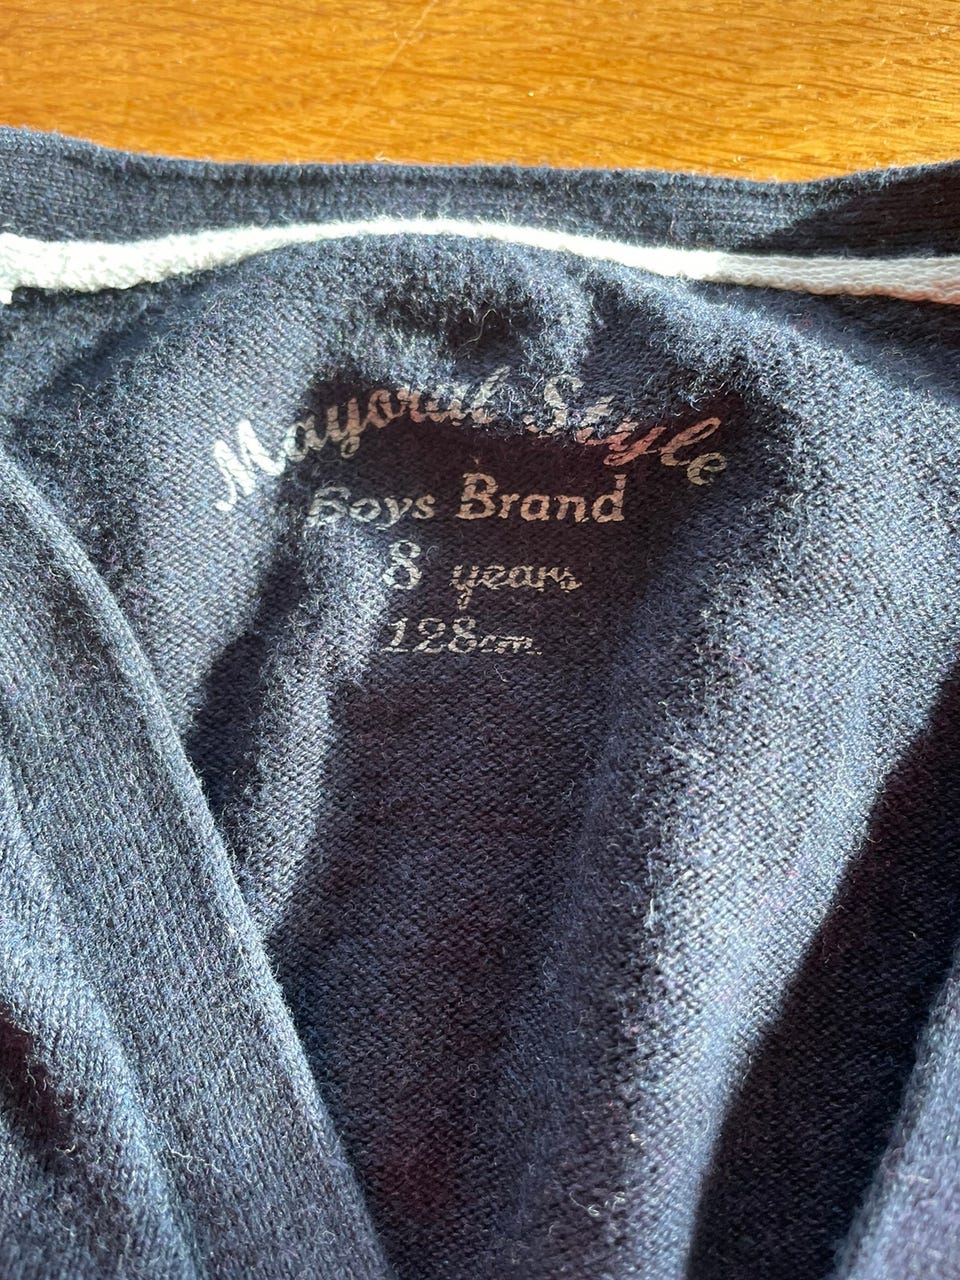 Mayoral Style
Boys Brand
8 years
128cm.